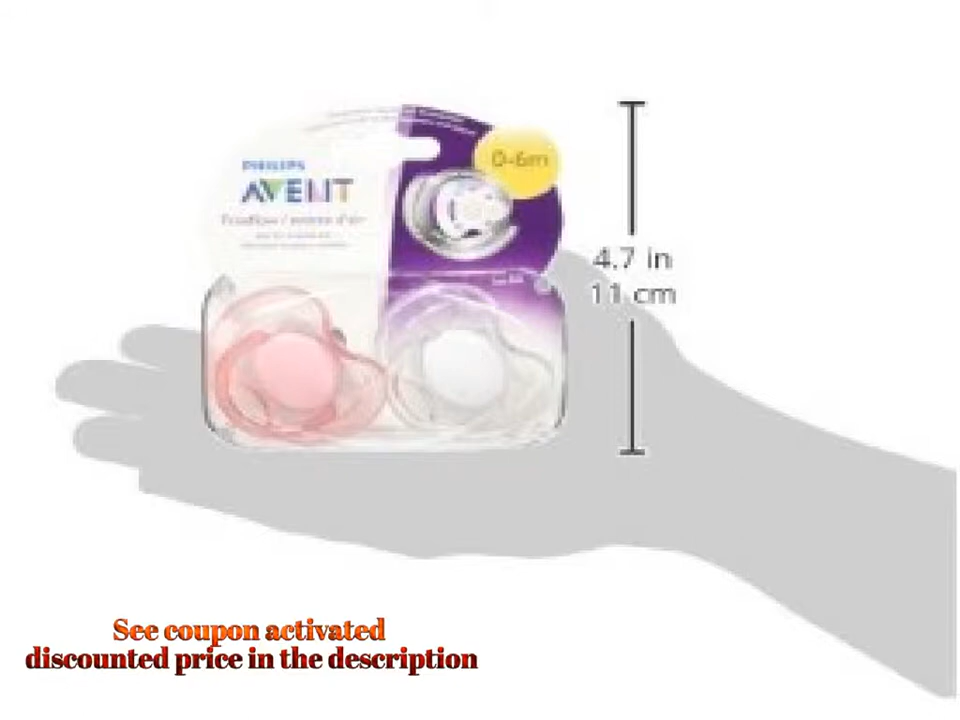 PHILIPS
AVENT
0-6m
4.7 in
11 cm
See coupon activated
discounted price in the description